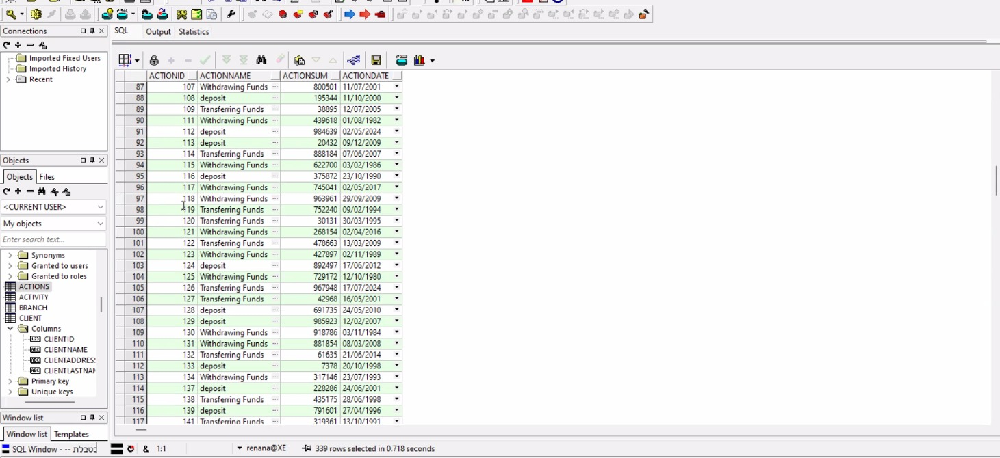 Connections
SQL Output Statistics
Imported Fixed Users
Imported History
Recent
ACTIONID ACTIONNAME ACTIONSUM ACTIONDATE
87 107 Withdrawing Funds 800501 11/07/2001
88 108 deposit 195344 11/10/2000
89 109 Transferring Funds 38895 12/07/2005
90 111 Withdrawing Funds 439618 01/08/1982
91 112 deposit 984639 02/05/2024
92 113 deposit 20432 09/12/2009
93 114 Transferring Funds 888184 07/06/2007
94 115 Withdrawing Funds 622700 03/02/1986
95 116 deposit 375872 23/10/1990
96 117 Withdrawing Funds 745041 02/05/2017
97 118 Withdrawing Funds 963961 29/09/2009
98 119 Transferring Funds 752240 09/02/1994
99 120 Transferring Funds 30131 30/03/1995
100 121 Withdrawing Funds 268154 02/04/2016
101 122 Transferring Funds 478663 13/03/2009
102 123 Withdrawing Funds 427897 02/11/1989
103 124 deposit 892497 17/06/2012
104 125 Withdrawing Funds 729172 12/10/1980
105 126 Transferring Funds 967948 17/07/2024
106 127 Transferring Funds 42968 16/05/2001
107 128 deposit 691735 24/05/2010
108 129 deposit 985923 12/02/2007
109 130 Withdrawing Funds 918786 03/11/1984
110 131 Withdrawing Funds 881854 08/03/2008
111 132 Transferring Funds 61635 21/06/2014
112 133 deposit 7378 20/10/1998
113 134 Withdrawing Funds 317146 23/07/1993
114 137 deposit 228286 24/06/2001
115 138 Transferring Funds 435175 28/06/1998
116 139 deposit 791601 27/04/1996
117 141 Transferring Funds 319361 13/10/1991
Objects
Objects Files
<CURRENT USER>
My objects
Enter search text...
Synonyms
Granted to users
Granted to roles
ACTIONS
ACTIVITY
BRANCH
CLIENT
Columns
CLIENTID
CLIENTNAME
CLIENTADDRES
CLIENTLASTNAM
Primary key
Unique keys
Window list
Window list Templates
SQL Window - -- בטבלת
& 1:1 renana@XE 339 rows selected in 0.718 seconds